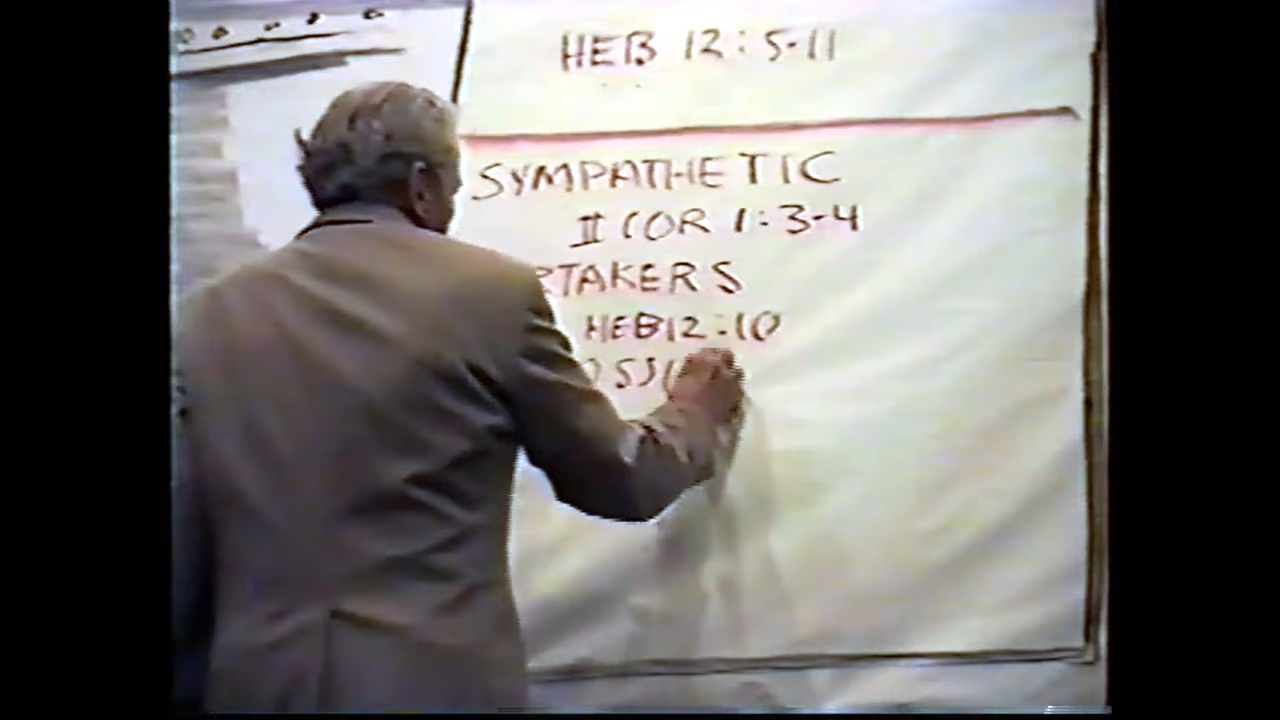 HEB 12:5-11
SYMPATHETIC
II COR 1:3-4
RTAKERS
HEB 12:10